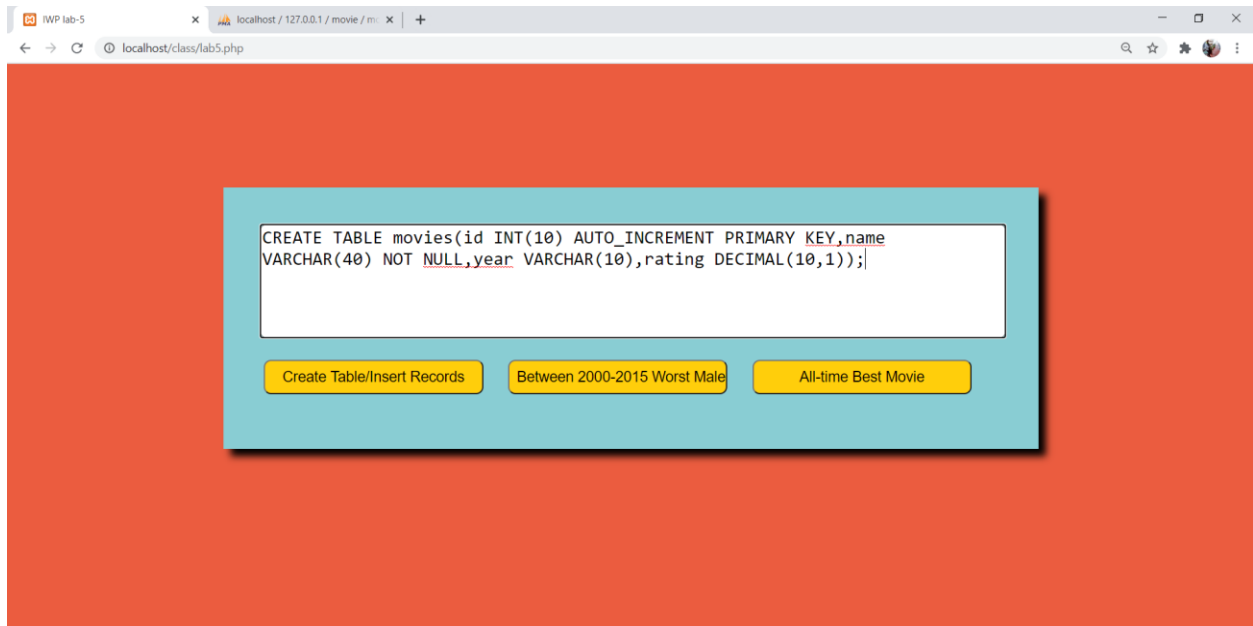 IWP lab-5
localhost / 127.0.0.1 / movie / m
localhost/class/lab5.php
CREATE TABLE movies(id INT(10) AUTO_INCREMENT PRIMARY KEY,name
VARCHAR(40) NOT NULL,year VARCHAR(10),rating DECIMAL(10,1));
Create Table/Insert Records
Between 2000-2015 Worst Male
All-time Best Movie